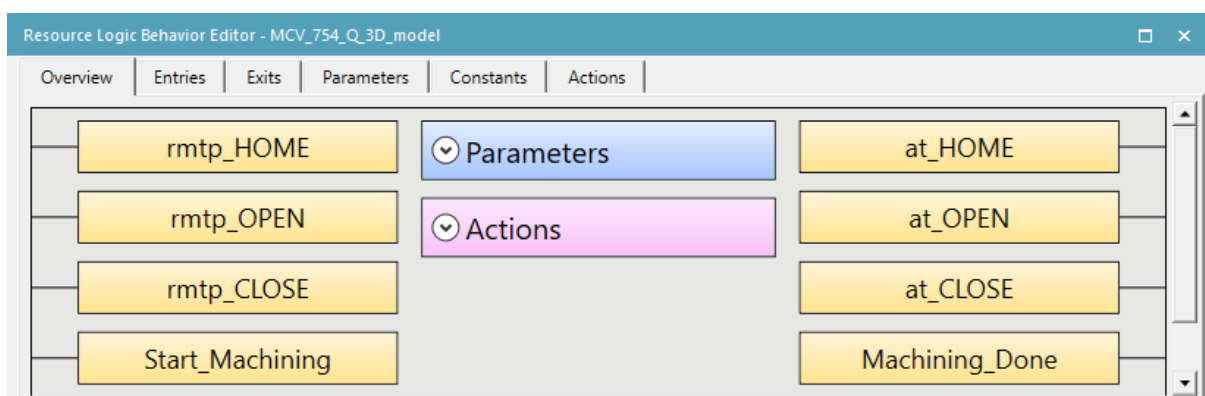 Resource Logic Behavior Editor - MCV_754_Q_3D_model
Overview Entries Exits Parameters Constants Actions
rmtp_HOME Parameters at_HOME
rmtp_OPEN Actions at_OPEN
rmtp_CLOSE at_CLOSE
Start_Machining Machining_Done